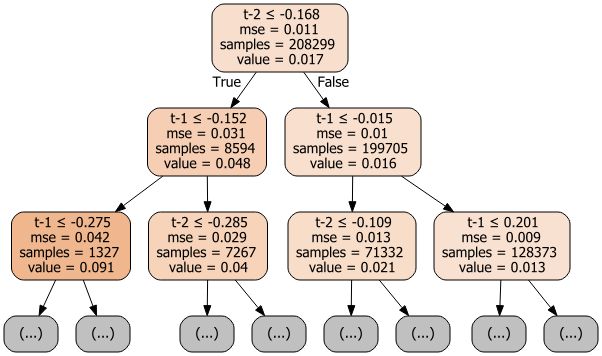 t-2 ≤ -0.168
mse = 0.011
samples = 208299
value = 0.017
True
False
t-1 ≤ -0.152
mse = 0.031
samples = 8594
value = 0.048
t-1 ≤ -0.015
mse = 0.01
samples = 199705
value = 0.016
t-1 ≤ -0.275
mse = 0.042
samples = 1327
value = 0.091
t-2 ≤ -0.285
mse = 0.029
samples = 7267
value = 0.04
t-2 ≤ -0.109
mse = 0.013
samples = 71332
value = 0.021
t-1 ≤ 0.201
mse = 0.009
samples = 128373
value = 0.013
(...)
(...)
(...)
(...)
(...)
(...)
(...)
(...)